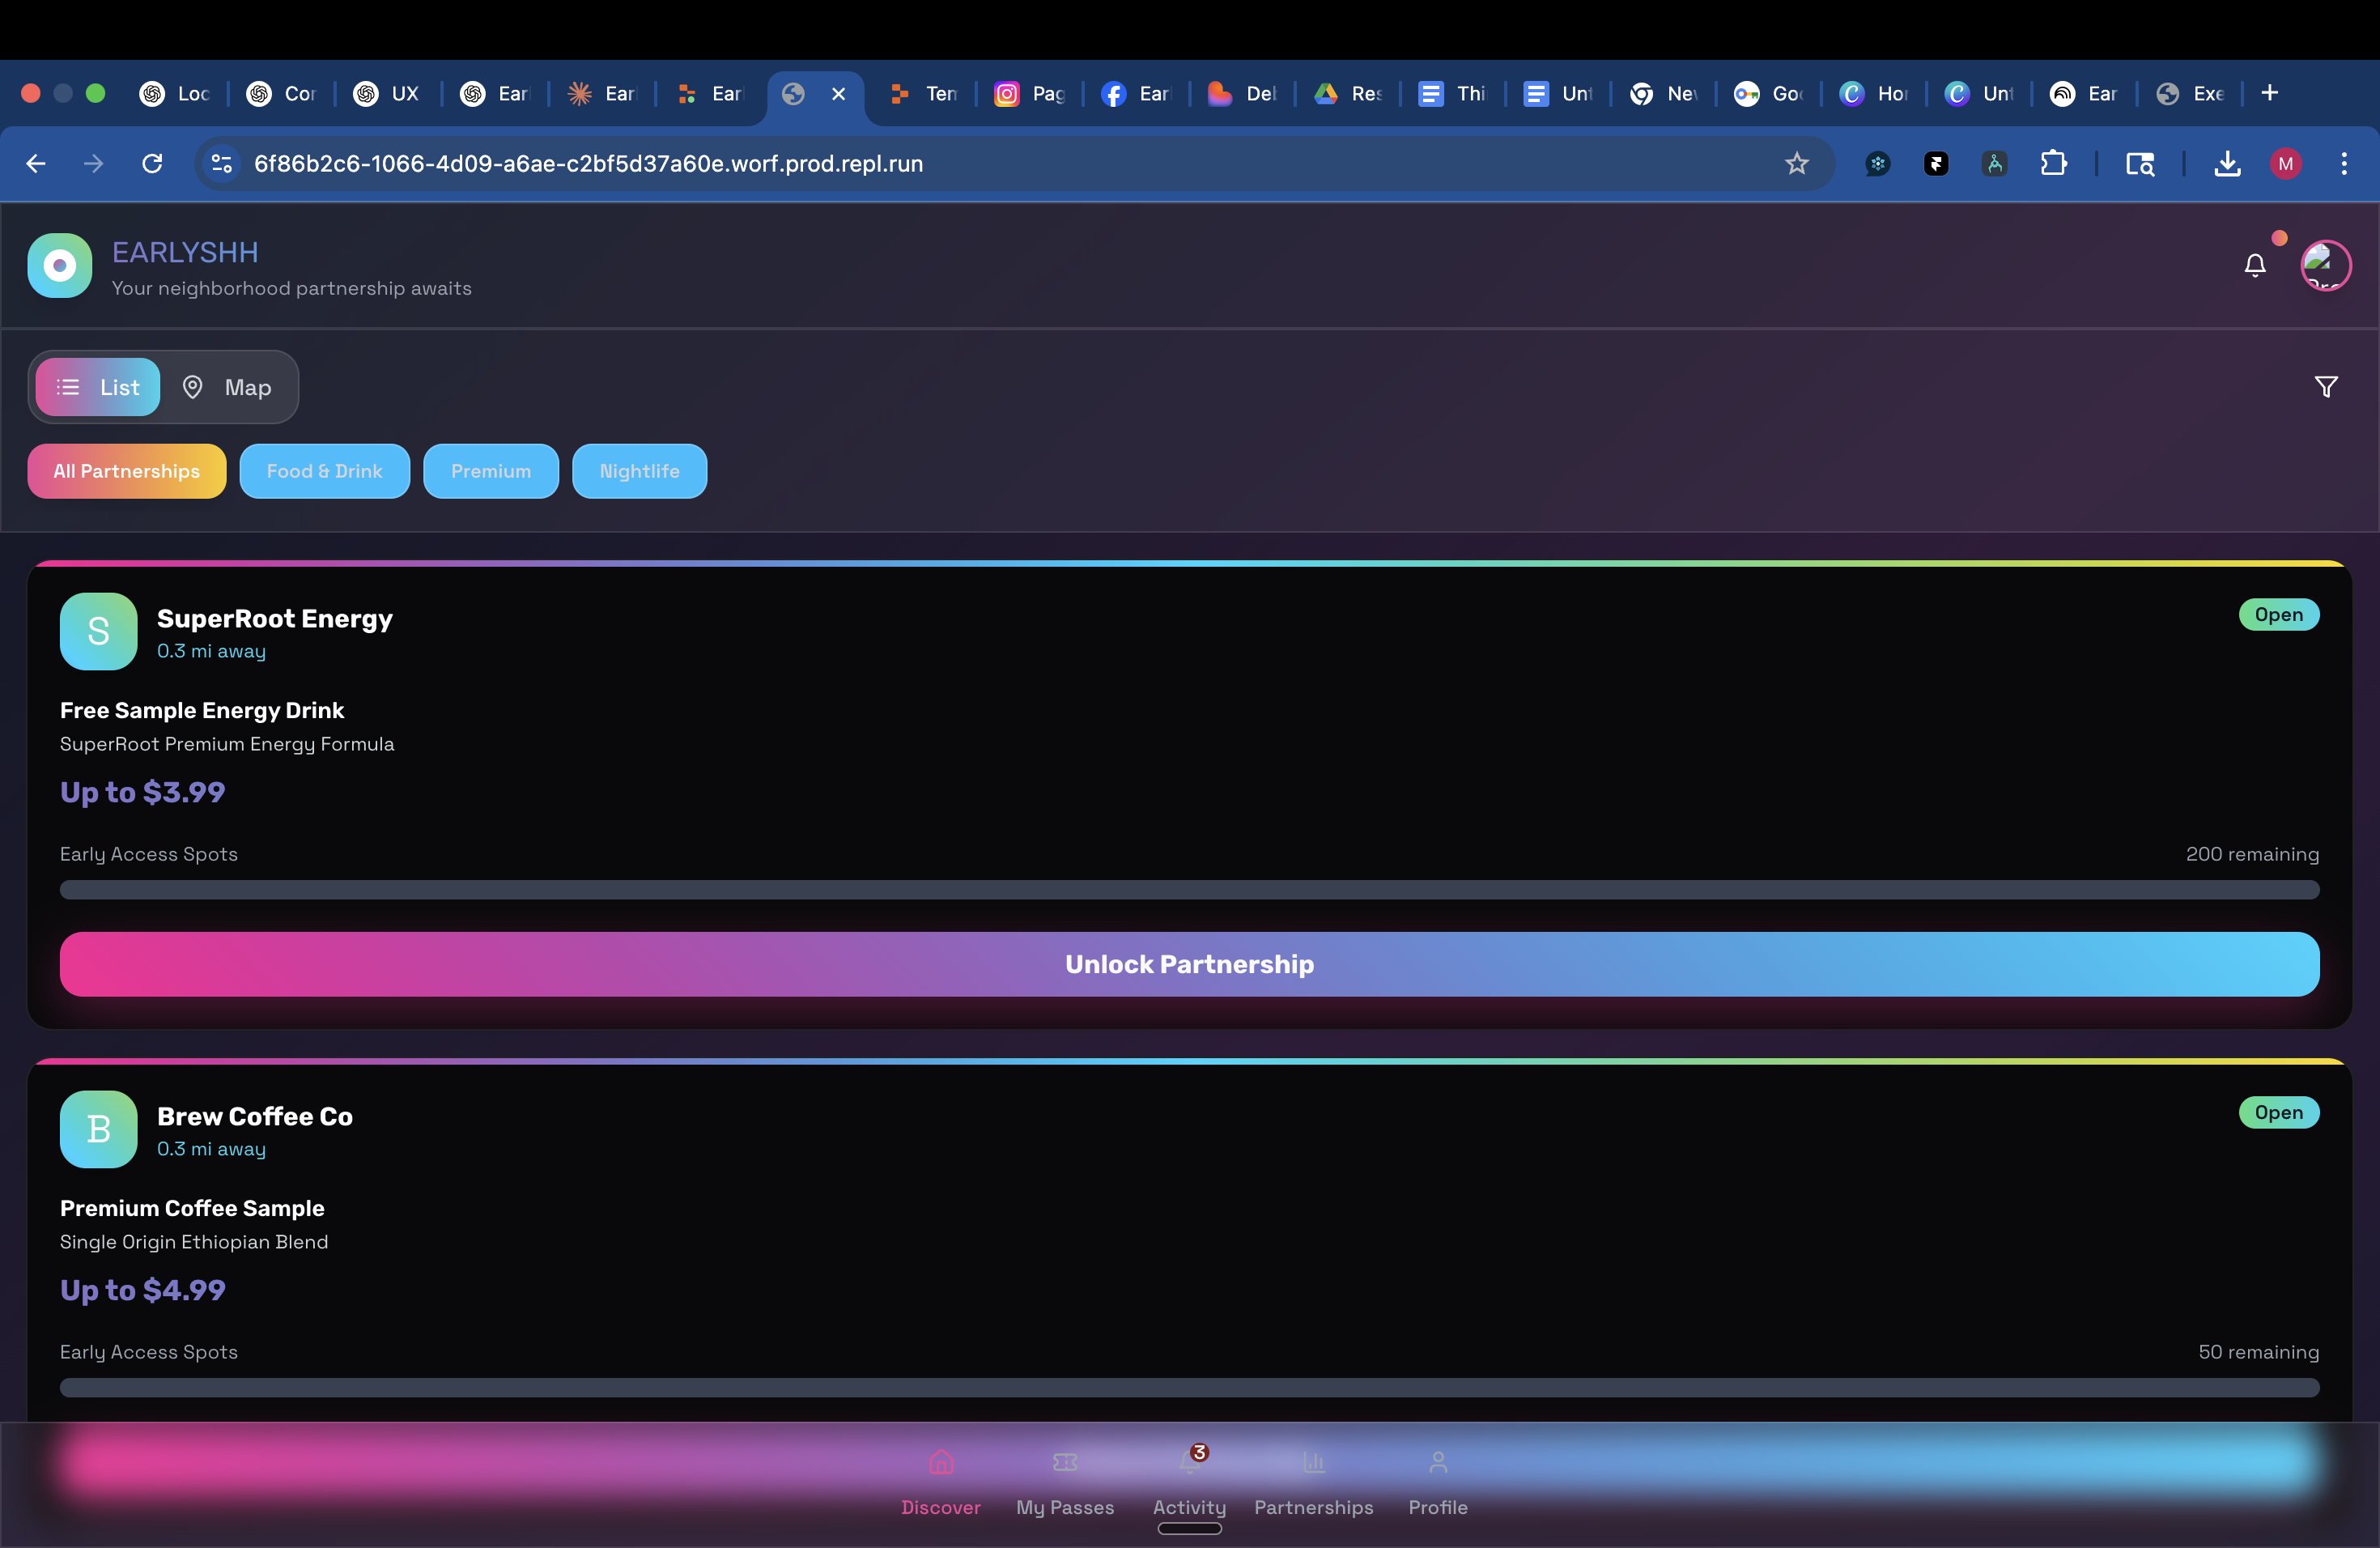 Loc Cor UX Ear Ear Ear Ten Pag Ear Det Res Thi Unt Nev Goo Hor Unt Ear Exe
6f86b2c6-1066-4d09-a6ae-c2bf5d37a60e.worf.prod.repl.run
M
EARLYSHH
Your neighborhood partnership awaits
List Map
All Partnerships Food & Drink Premium Nightlife
S
SuperRoot Energy
0.3 mi away
Open
Free Sample Energy Drink
SuperRoot Premium Energy Formula
Up to $3.99
Early Access Spots 200 remaining
Unlock Partnership
B
Brew Coffee Co
0.3 mi away
Open
Premium Coffee Sample
Single Origin Ethiopian Blend
Up to $4.99
Early Access Spots 50 remaining
3
Discover My Passes Activity Partnerships Profile